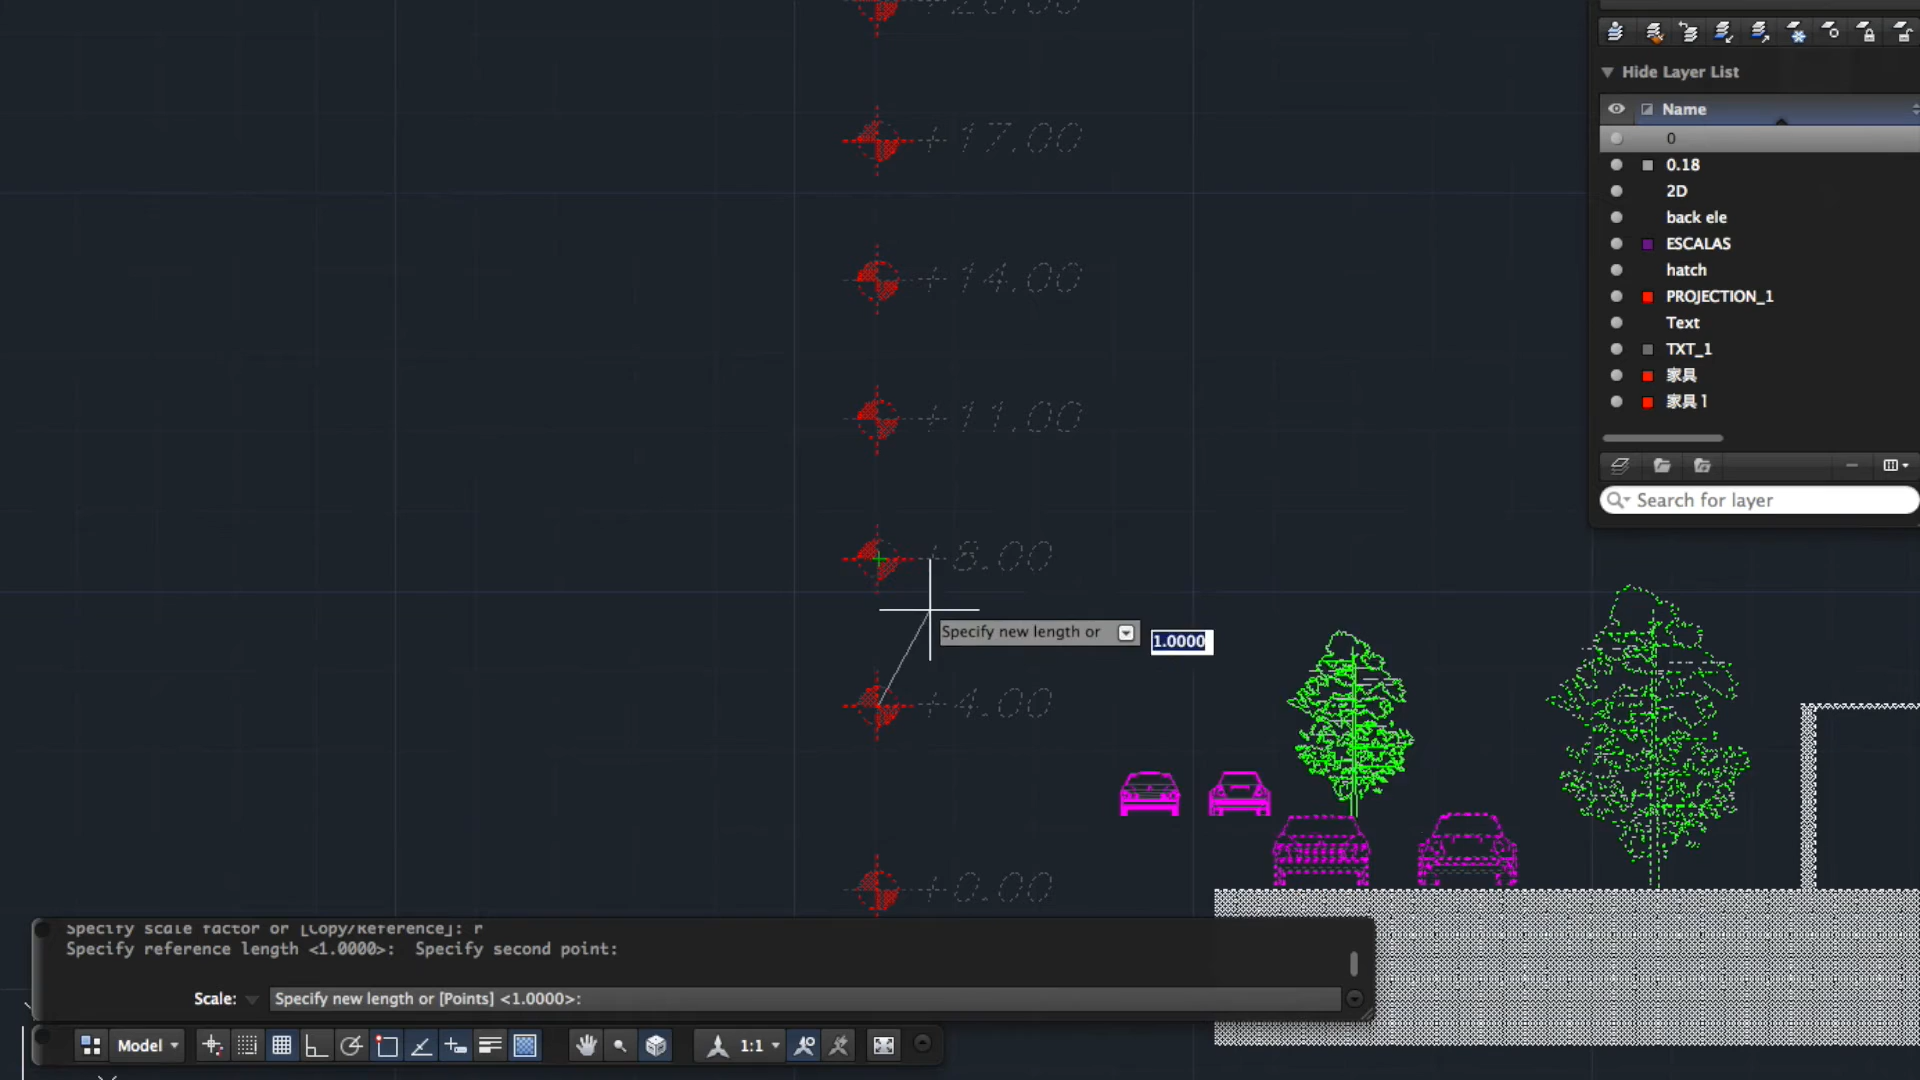 +20.00
Hide Layer List
Name
+17.00
0
0.18
2D
back ele
ESCALAS
+14.00
hatch
PROJECTION_1
Text
TXT_1
家具
家具1
+11.00
Search for layer
+8.00
Specify new length or
1.0000
+4.00
+0.00
Specify scale factor or [Copy/Reference]: r
Specify reference length <1.0000>:  Specify second point:
Scale: Specify new length or [Points] <1.0000>:
Model
1:1